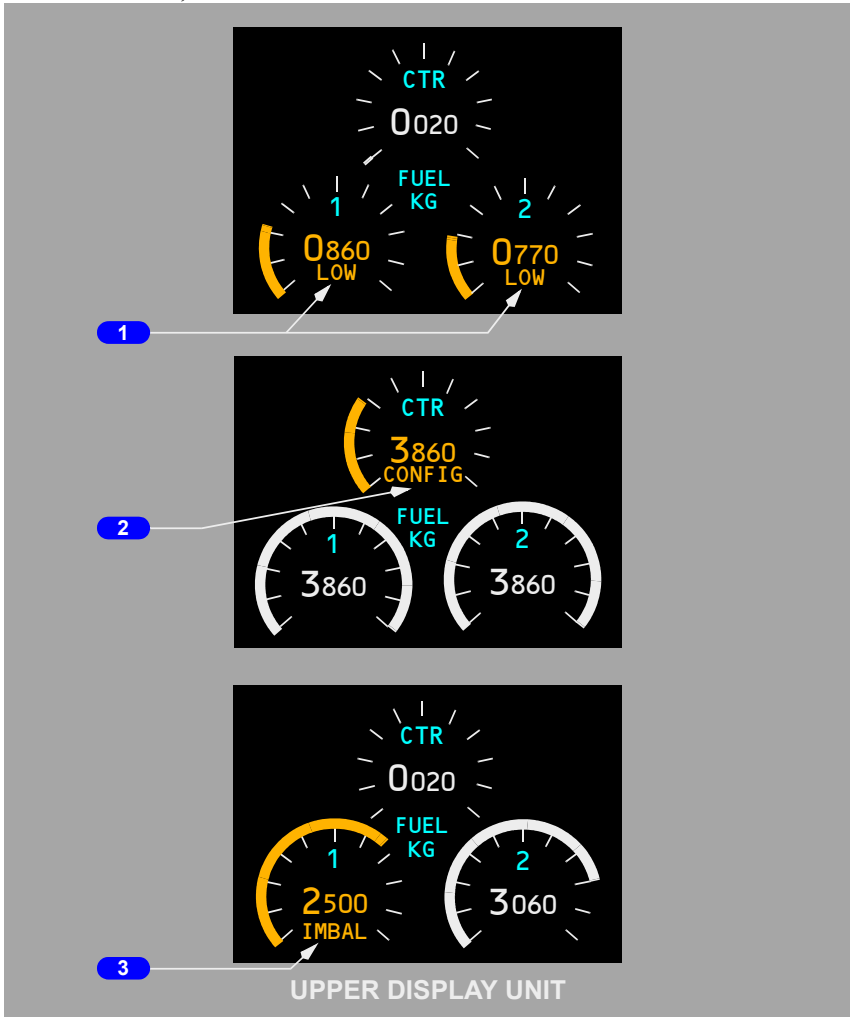 CTR
0020
FUEL
KG
1
2
0860
LOW
0770
LOW
1
CTR
3860
CONFIG
FUEL
KG
1
2
3860
3860
2
CTR
0020
FUEL
KG
1
2
2500
IMBAL
3060
3
UPPER DISPLAY UNIT